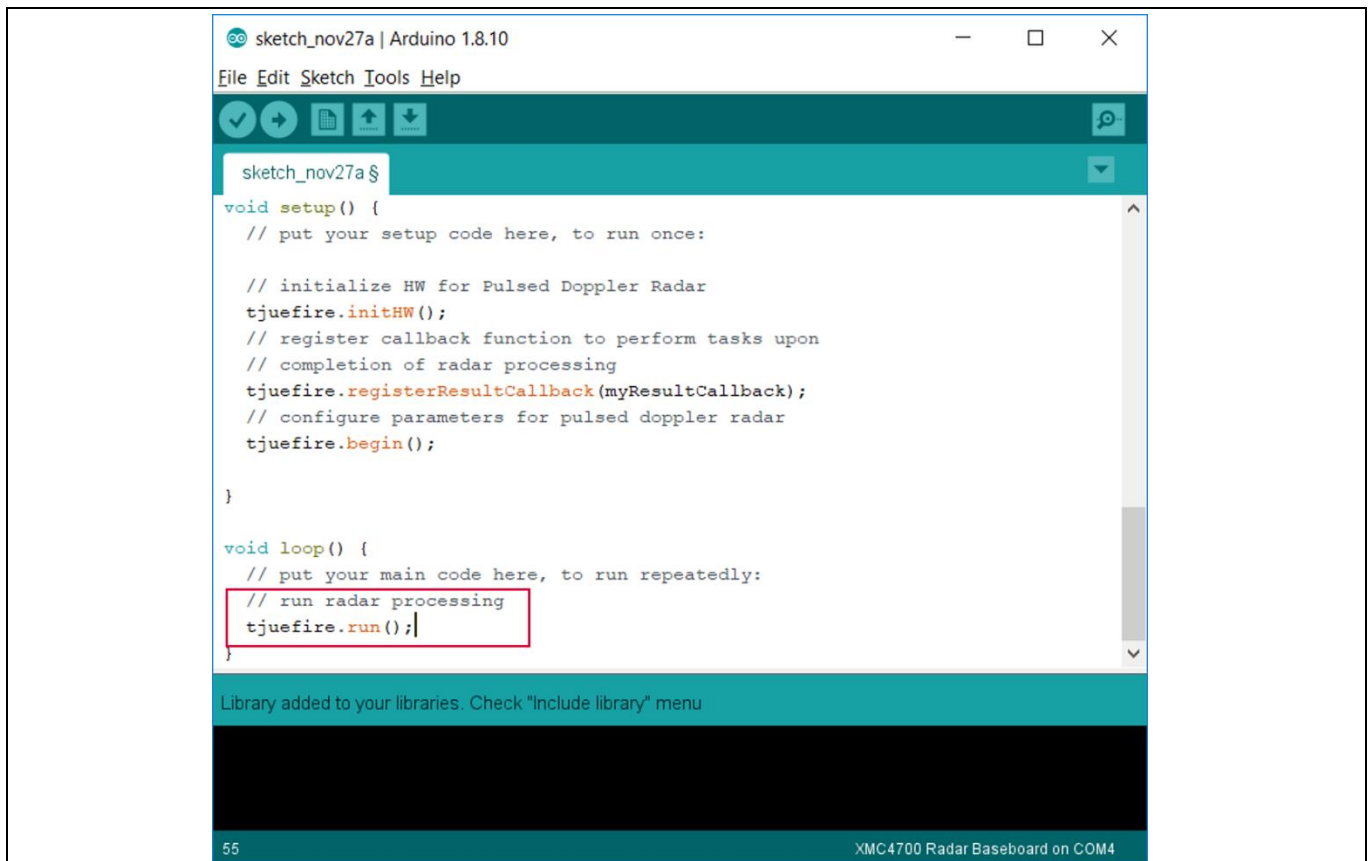 sketch_nov27a | Arduino 1.8.10
File Edit Sketch Tools Help
sketch_nov27a §
void setup() {
  // put your setup code here, to run once:

  // initialize HW for Pulsed Doppler Radar
  tjuefire.initHW();
  // register callback function to perform tasks upon
  // completion of radar processing
  tjuefire.registerResultCallback(myResultCallback);
  // configure parameters for pulsed doppler radar
  tjuefire.begin();

}

void loop() {
  // put your main code here, to run repeatedly:
  // run radar processing
  tjuefire.run();
}
Library added to your libraries. Check "Include library" menu
55 XMC4700 Radar Baseboard on COM4